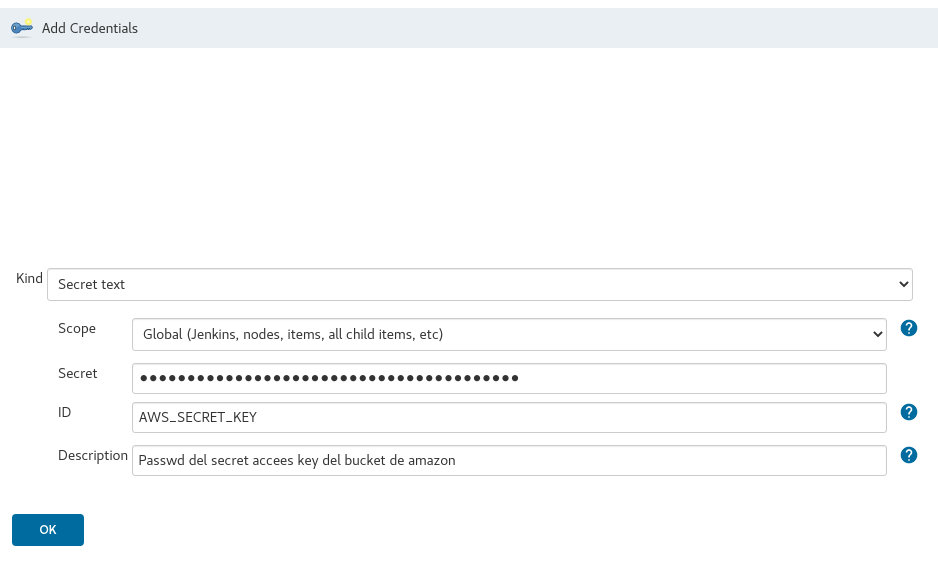 Add Credentials
Kind Secret text
Scope Global (Jenkins, nodes, items, all child items, etc)
Secret ●●●●●●●●●●●●●●●●●●●●●●●●●●●●●●●●●●●●●●●●
ID AWS_SECRET_KEY
Description Passwd del secret accees key del bucket de amazon
OK